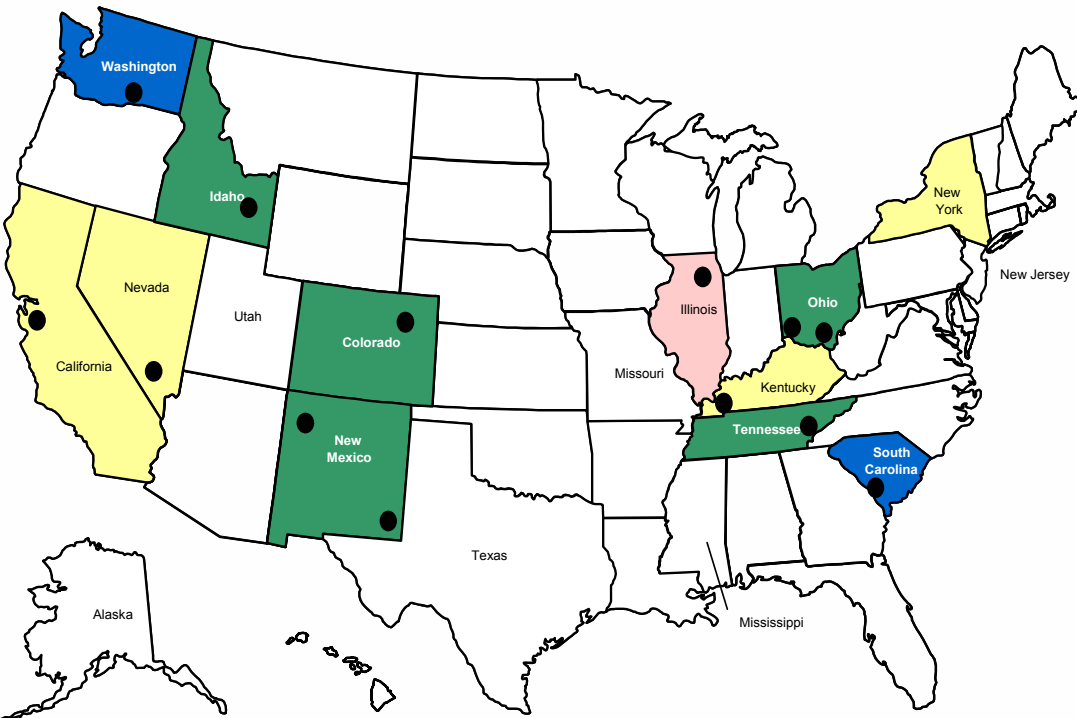 Washington
Idaho
New
York
New Jersey
Nevada
Utah
Illinois
Ohio
Colorado
California
Missouri
Kentucky
Tennessee
New
Mexico
South
Carolina
Texas
Alaska
Mississippi